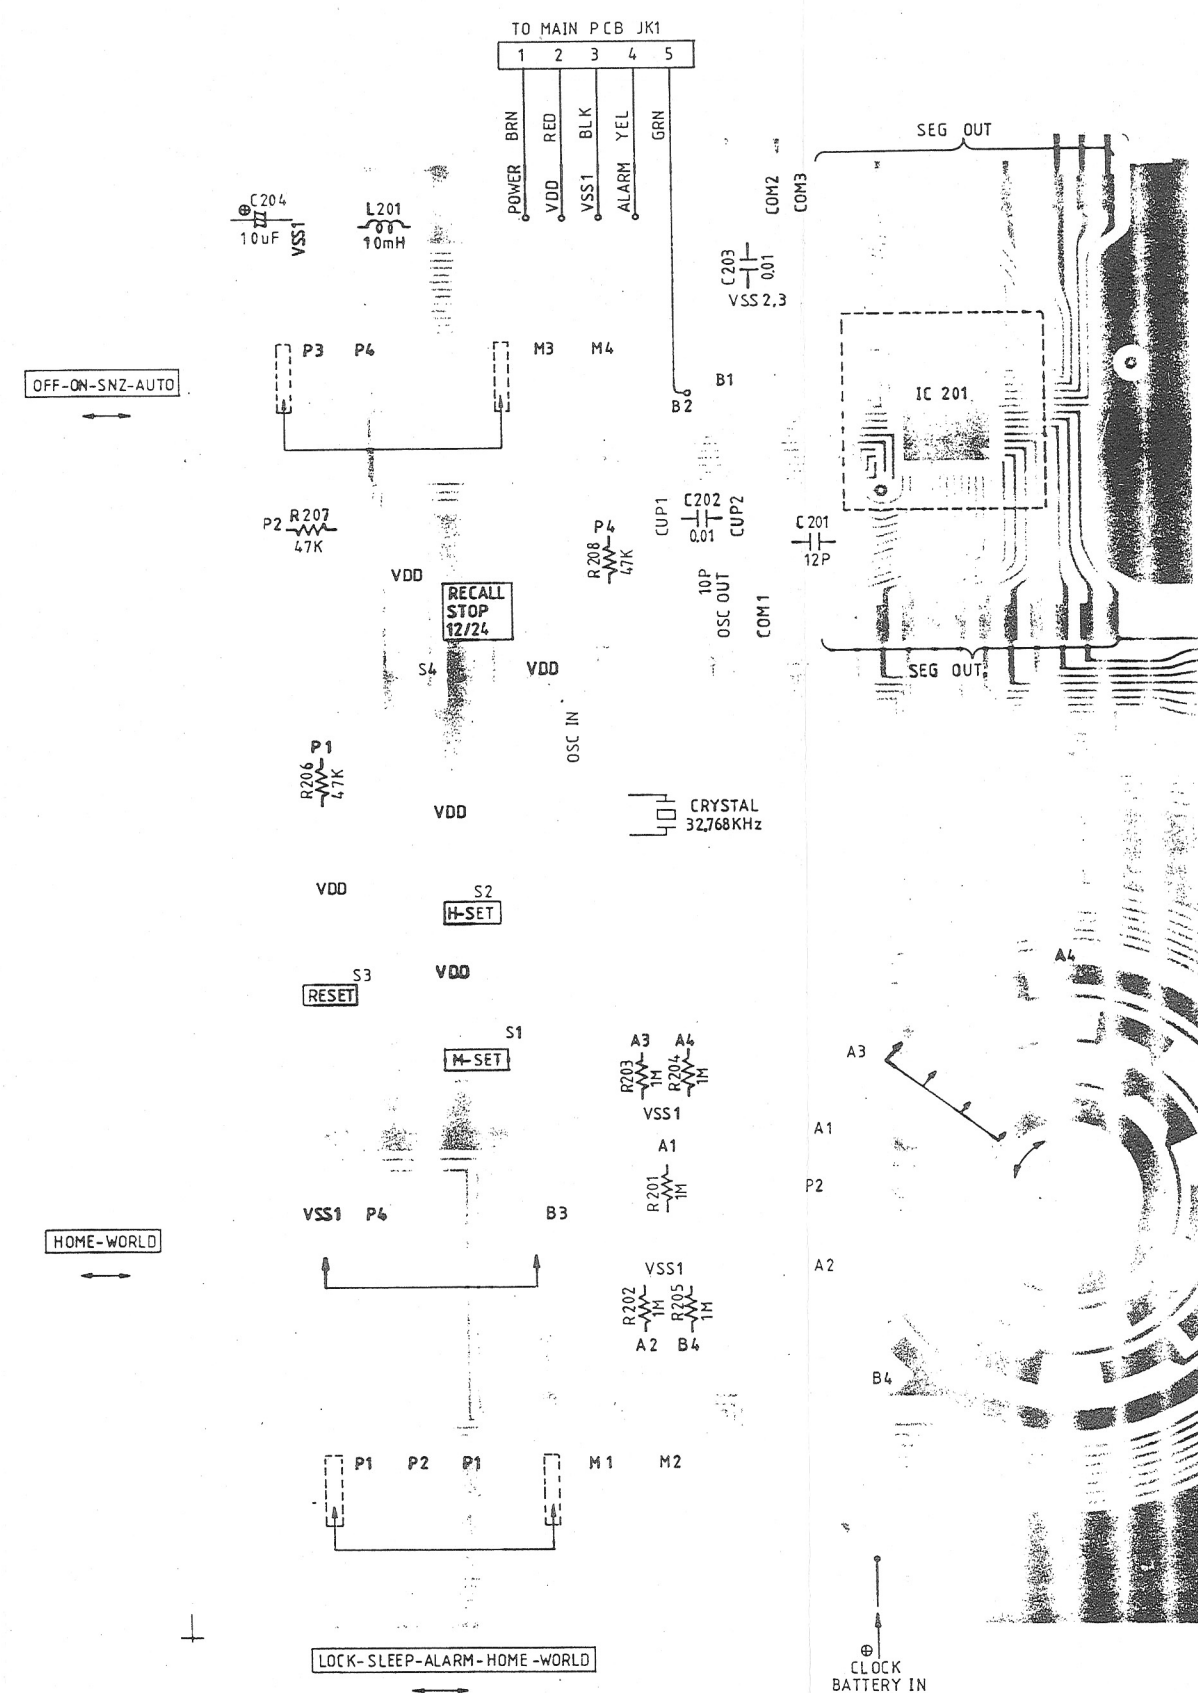 TO MAIN PCB JK1
1 2 3 4 5
BRN RED BLK YEL GRN
POWER VDD VSS1 ALARM
SEG OUT
COM2
COM3
C204
10uF
VSS1
L201
10mH
C203
0.01
VSS 2,3
P3 P4
M3 M4
OFF-ON-SNZ-AUTO
B1
B2
IC 201
P2
R207
47K
P4
R208
47K
CUP1
C202
0.01
CUP2
C201
12P
VDD
RECALL
STOP
12/24
10P
OSC OUT
COM1
S4
VDD
SEG OUT
OSC IN
P1
R206
47K
VDD
CRYSTAL
32,768KHz
VDD
S2
H-SET
S3
RESET
VDD
A4
S1
M-SET
A3 A4
R203
1M
R204
1M
VSS1
A3
A1
R201
1M
A1
P2
VSS1 P4
B3
HOME-WORLD
VSS1
R202
1M
R205
1M
A2 B4
A2
B4
P1 P2 P1
M1 M2
LOCK-SLEEP-ALARM-HOME-WORLD
CLOCK
BATTERY IN